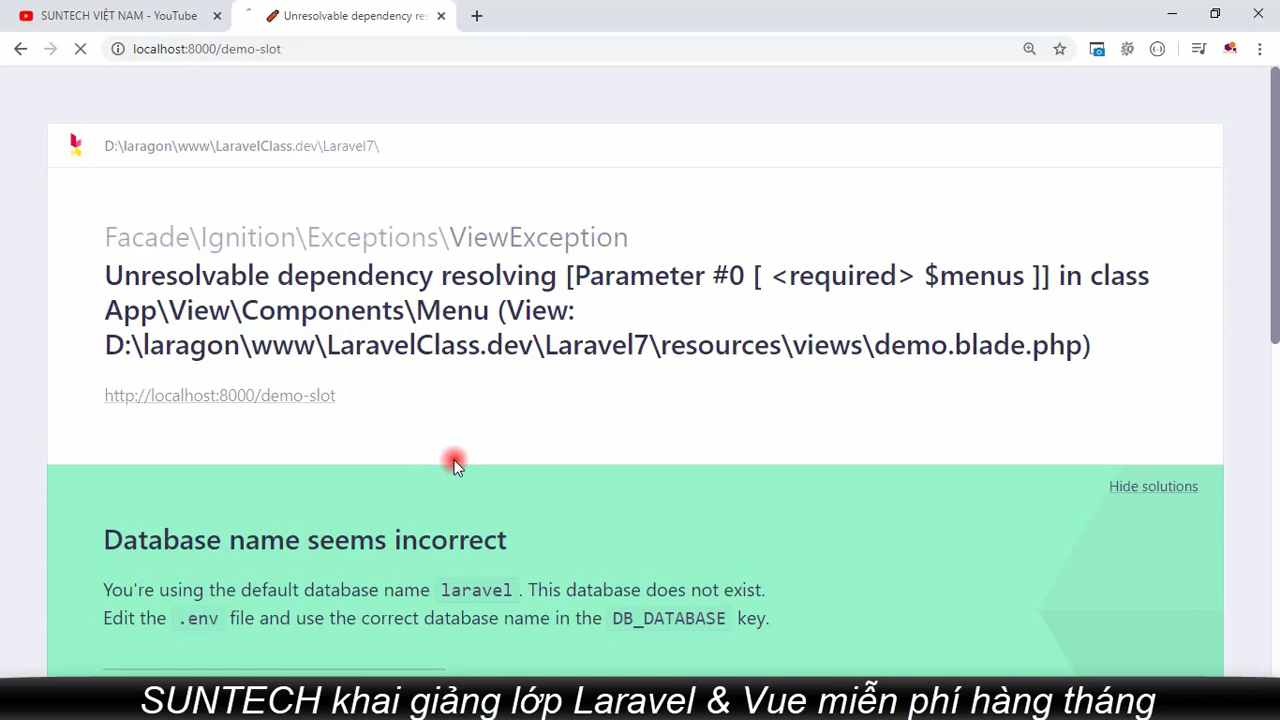 SUNTECH VIỆT NAM - YouTube
Unresolvable dependency res
localhost:8000/demo-slot
D:\laragon\www\LaravelClass.dev\Laravel7\
Facade\Ignition\Exceptions\ViewException
Unresolvable dependency resolving [Parameter #0 [ <required> $menus ]] in class
App\View\Components\Menu (View:
D:\laragon\www\LaravelClass.dev\Laravel7\resources\views\demo.blade.php)
http://localhost:8000/demo-slot
Hide solutions
Database name seems incorrect
You're using the default database name laravel . This database does not exist.
Edit the .env file and use the correct database name in the DB_DATABASE key.
SUNTECH khai giảng lớp Laravel & Vue miễn phí hàng tháng